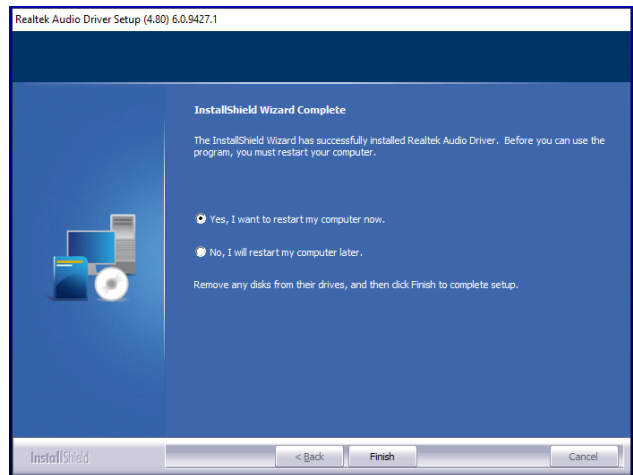 Realtek Audio Driver Setup (4.80) 6.0.9427.1
InstallShield Wizard Complete
The InstallShield Wizard has successfully installed Realtek Audio Driver. Before you can use the
program, you must restart your computer.
Yes, I want to restart my computer now.
No, I will restart my computer later.
Remove any disks from their drives, and then click Finish to complete setup.
InstallShield
< Back
Finish
Cancel